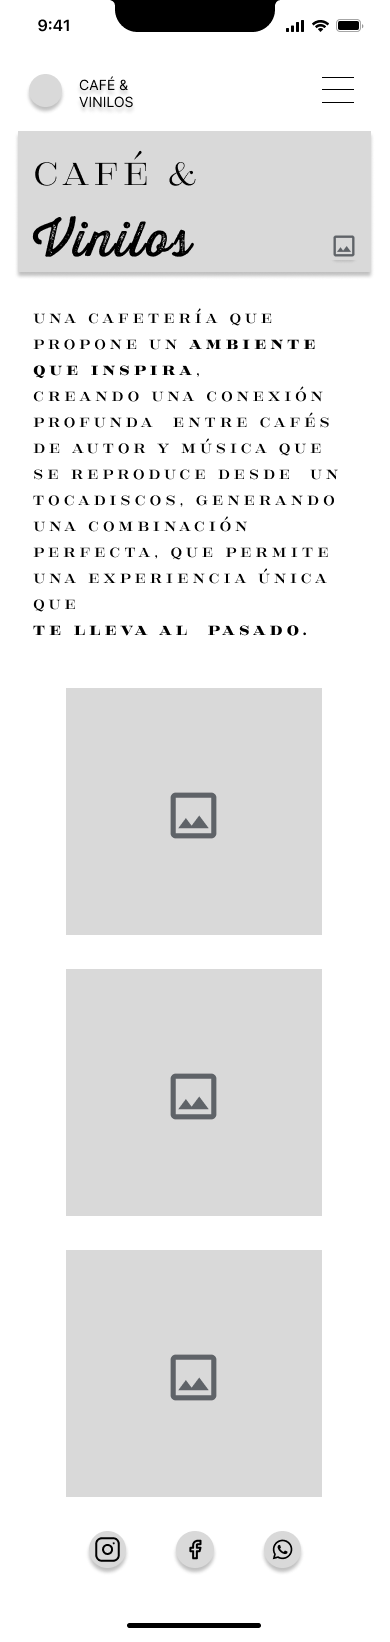 9:41
CAFÉ &
VINILOS
CAFÉ &
Vinilos
UNA CAFETERÍA QUE
PROPONE UN AMBIENTE
QUE INSPIRA,
CREANDO UNA CONEXIÓN
PROFUNDA ENTRE CAFÉS
DE AUTOR Y MÚSICA QUE
SE REPRODUCE DESDE UN
TOCADISCOS, GENERANDO
UNA COMBINACIÓN
PERFECTA, QUE PERMITE
UNA EXPERIENCIA ÚNICA
QUE
TE LLEVA AL PASADO.